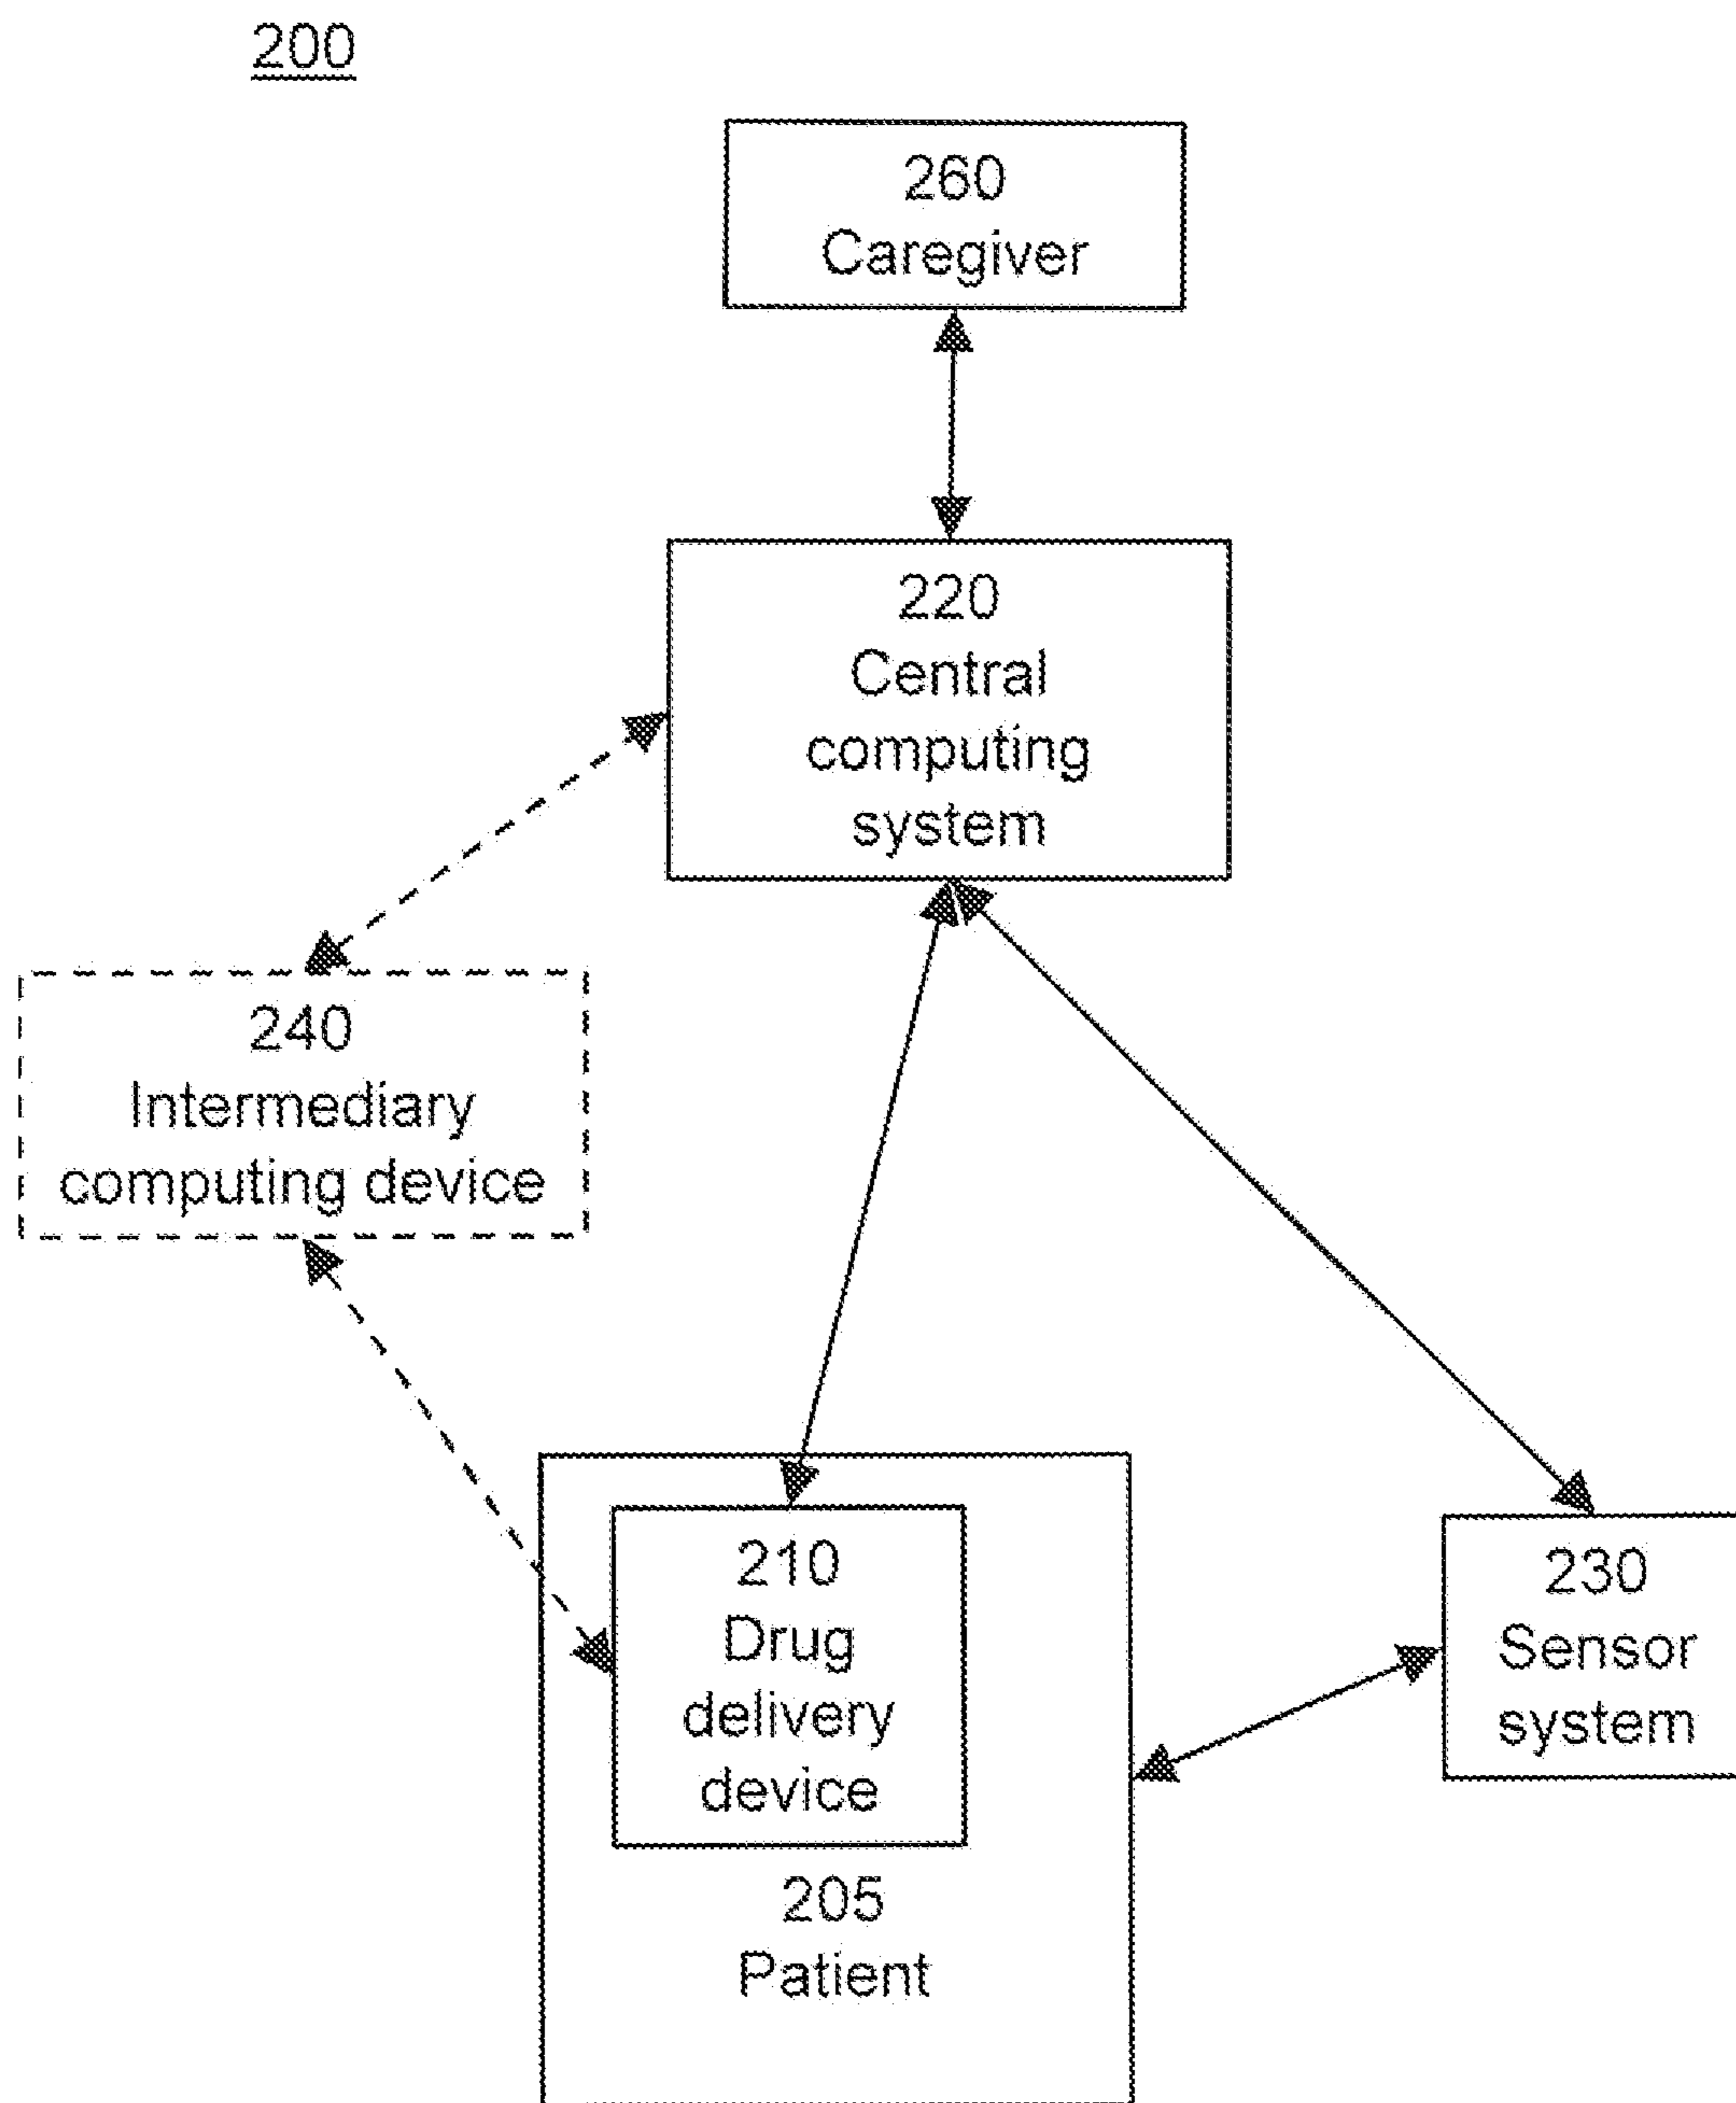 200
260
Caregiver
220
Central
computing
system
240
Intermediary
computing device
210
Drug
delivery
device
205
Patient
230
Sensor
system